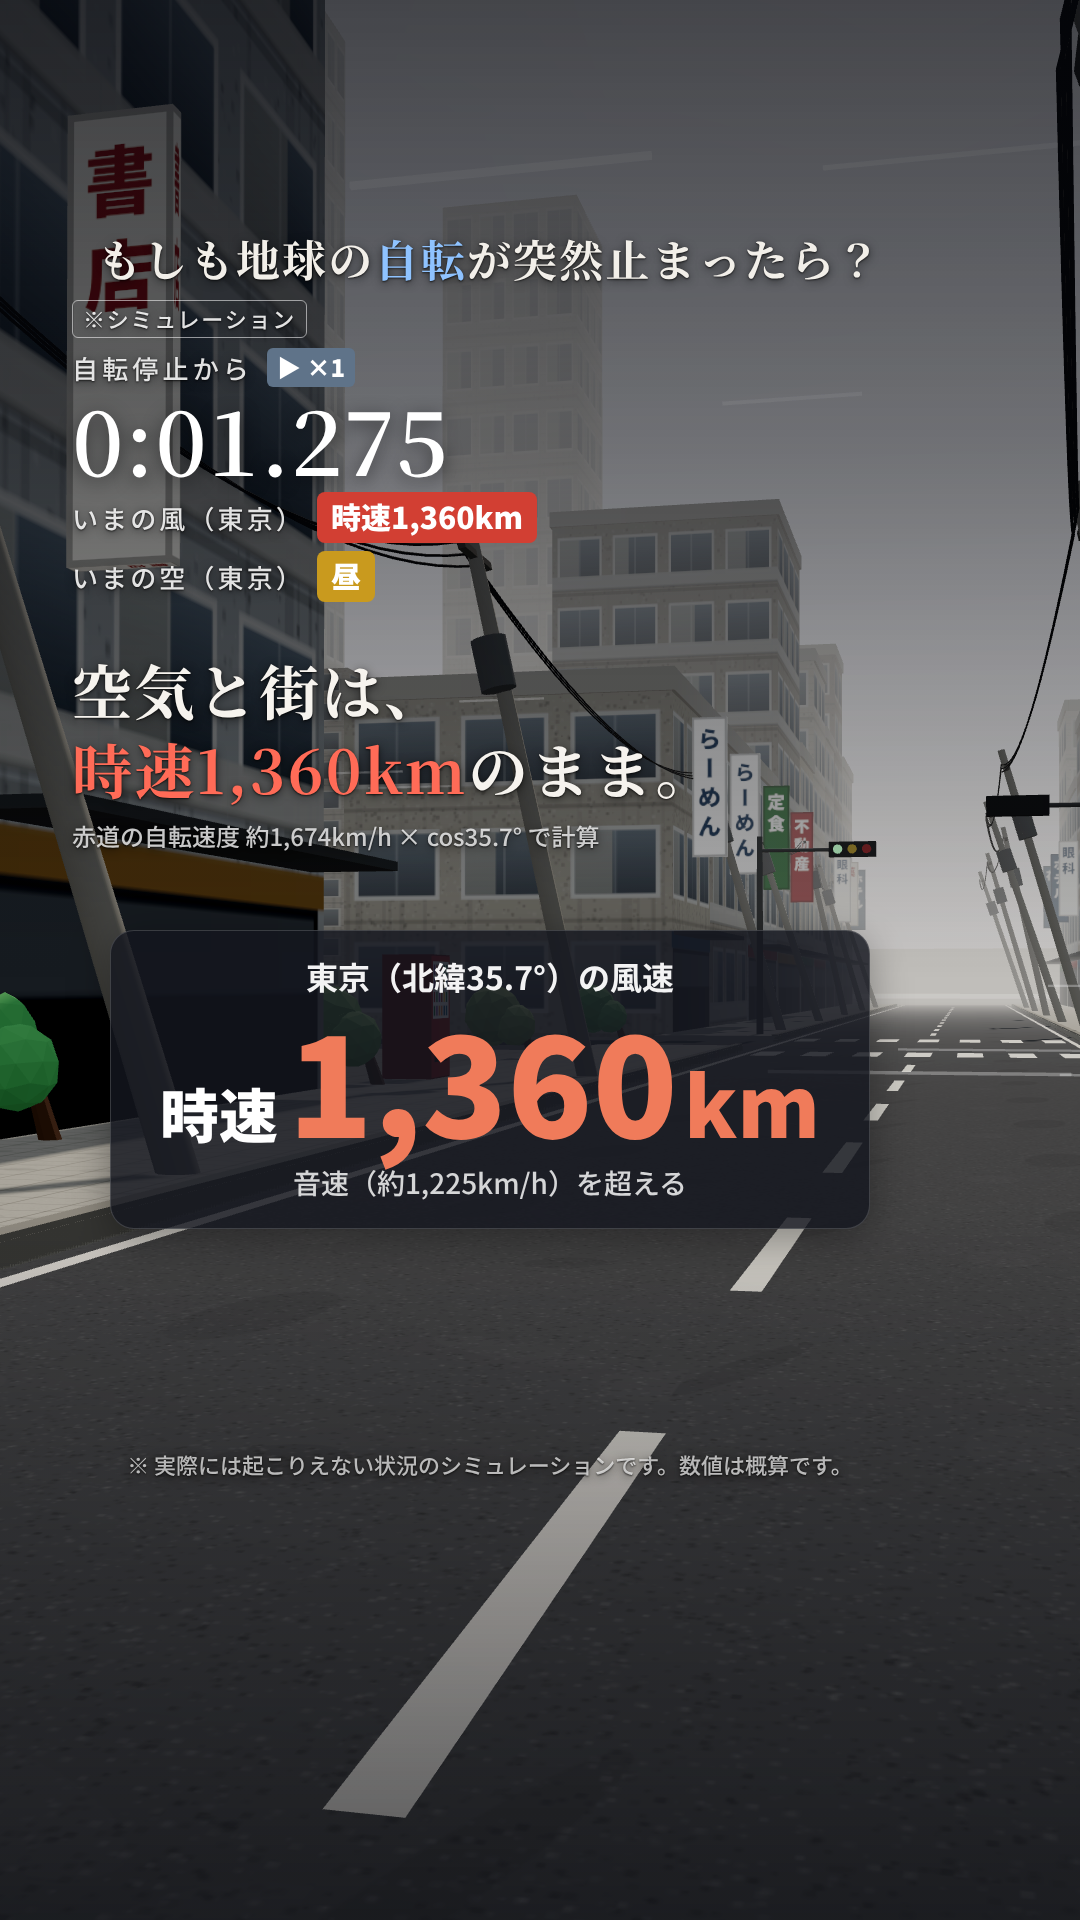 書店
もしも地球の自転が突然止まったら？
※シミュレーション
自転停止から ▶ ×1
0:01.275
いまの風（東京） 時速1,360km
いまの空（東京） 昼
空気と街は、
時速1,360kmのまま。
赤道の自転速度 約1,674km/h × cos35.7° で計算
らーめん
らーめん
定食
不動産
眼科
眼科
東京（北緯35.7°）の風速
時速1,360km
音速（約1,225km/h）を超える
※ 実際には起こりえない状況のシミュレーションです。数値は概算です。